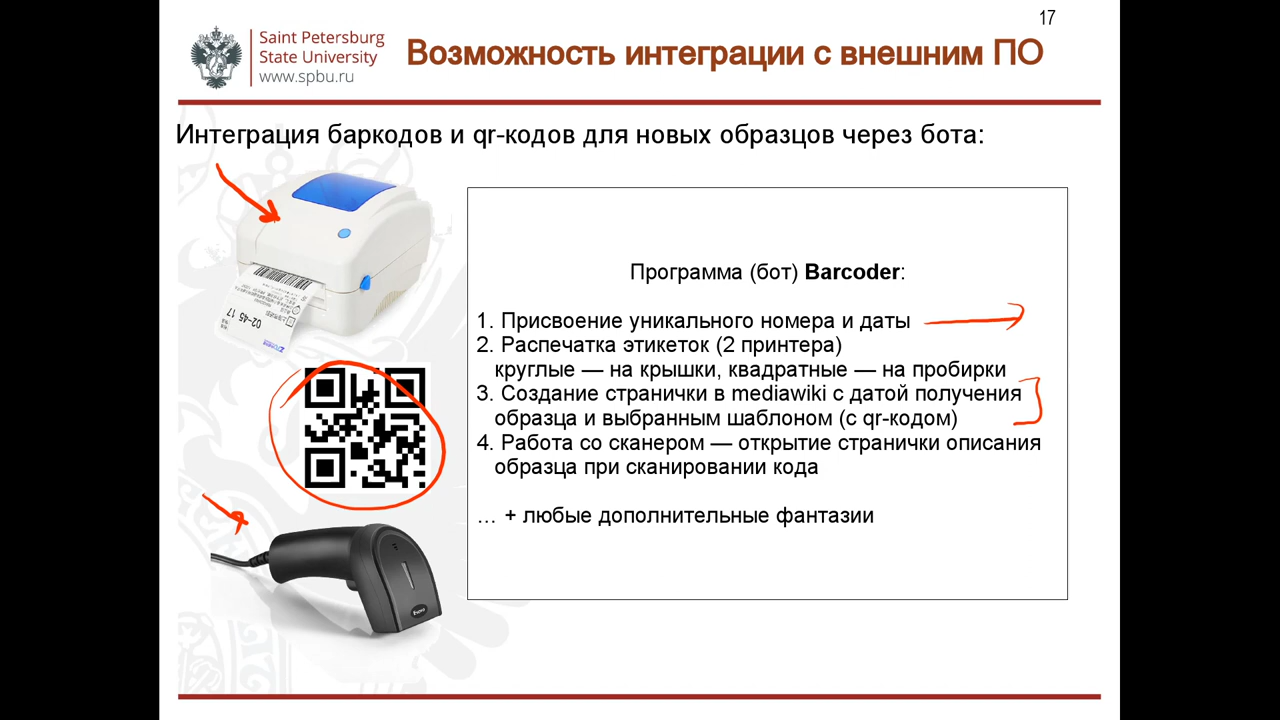 17
Saint Petersburg
State University
www.spbu.ru
Возможность интеграции с внешним ПО
Интеграция баркодов и qr-кодов для новых образцов через бота:
02-45 17
Программа (бот) Barcoder:
1. Присвоение уникального номера и даты
2. Распечатка этикеток (2 принтера)
круглые — на крышки, квадратные — на пробирки
3. Создание странички в mediawiki с датой получения
образца и выбранным шаблоном (с qr-кодом)
4. Работа со сканером — открытие странички описания
образца при сканировании кода
... + любые дополнительные фантазии